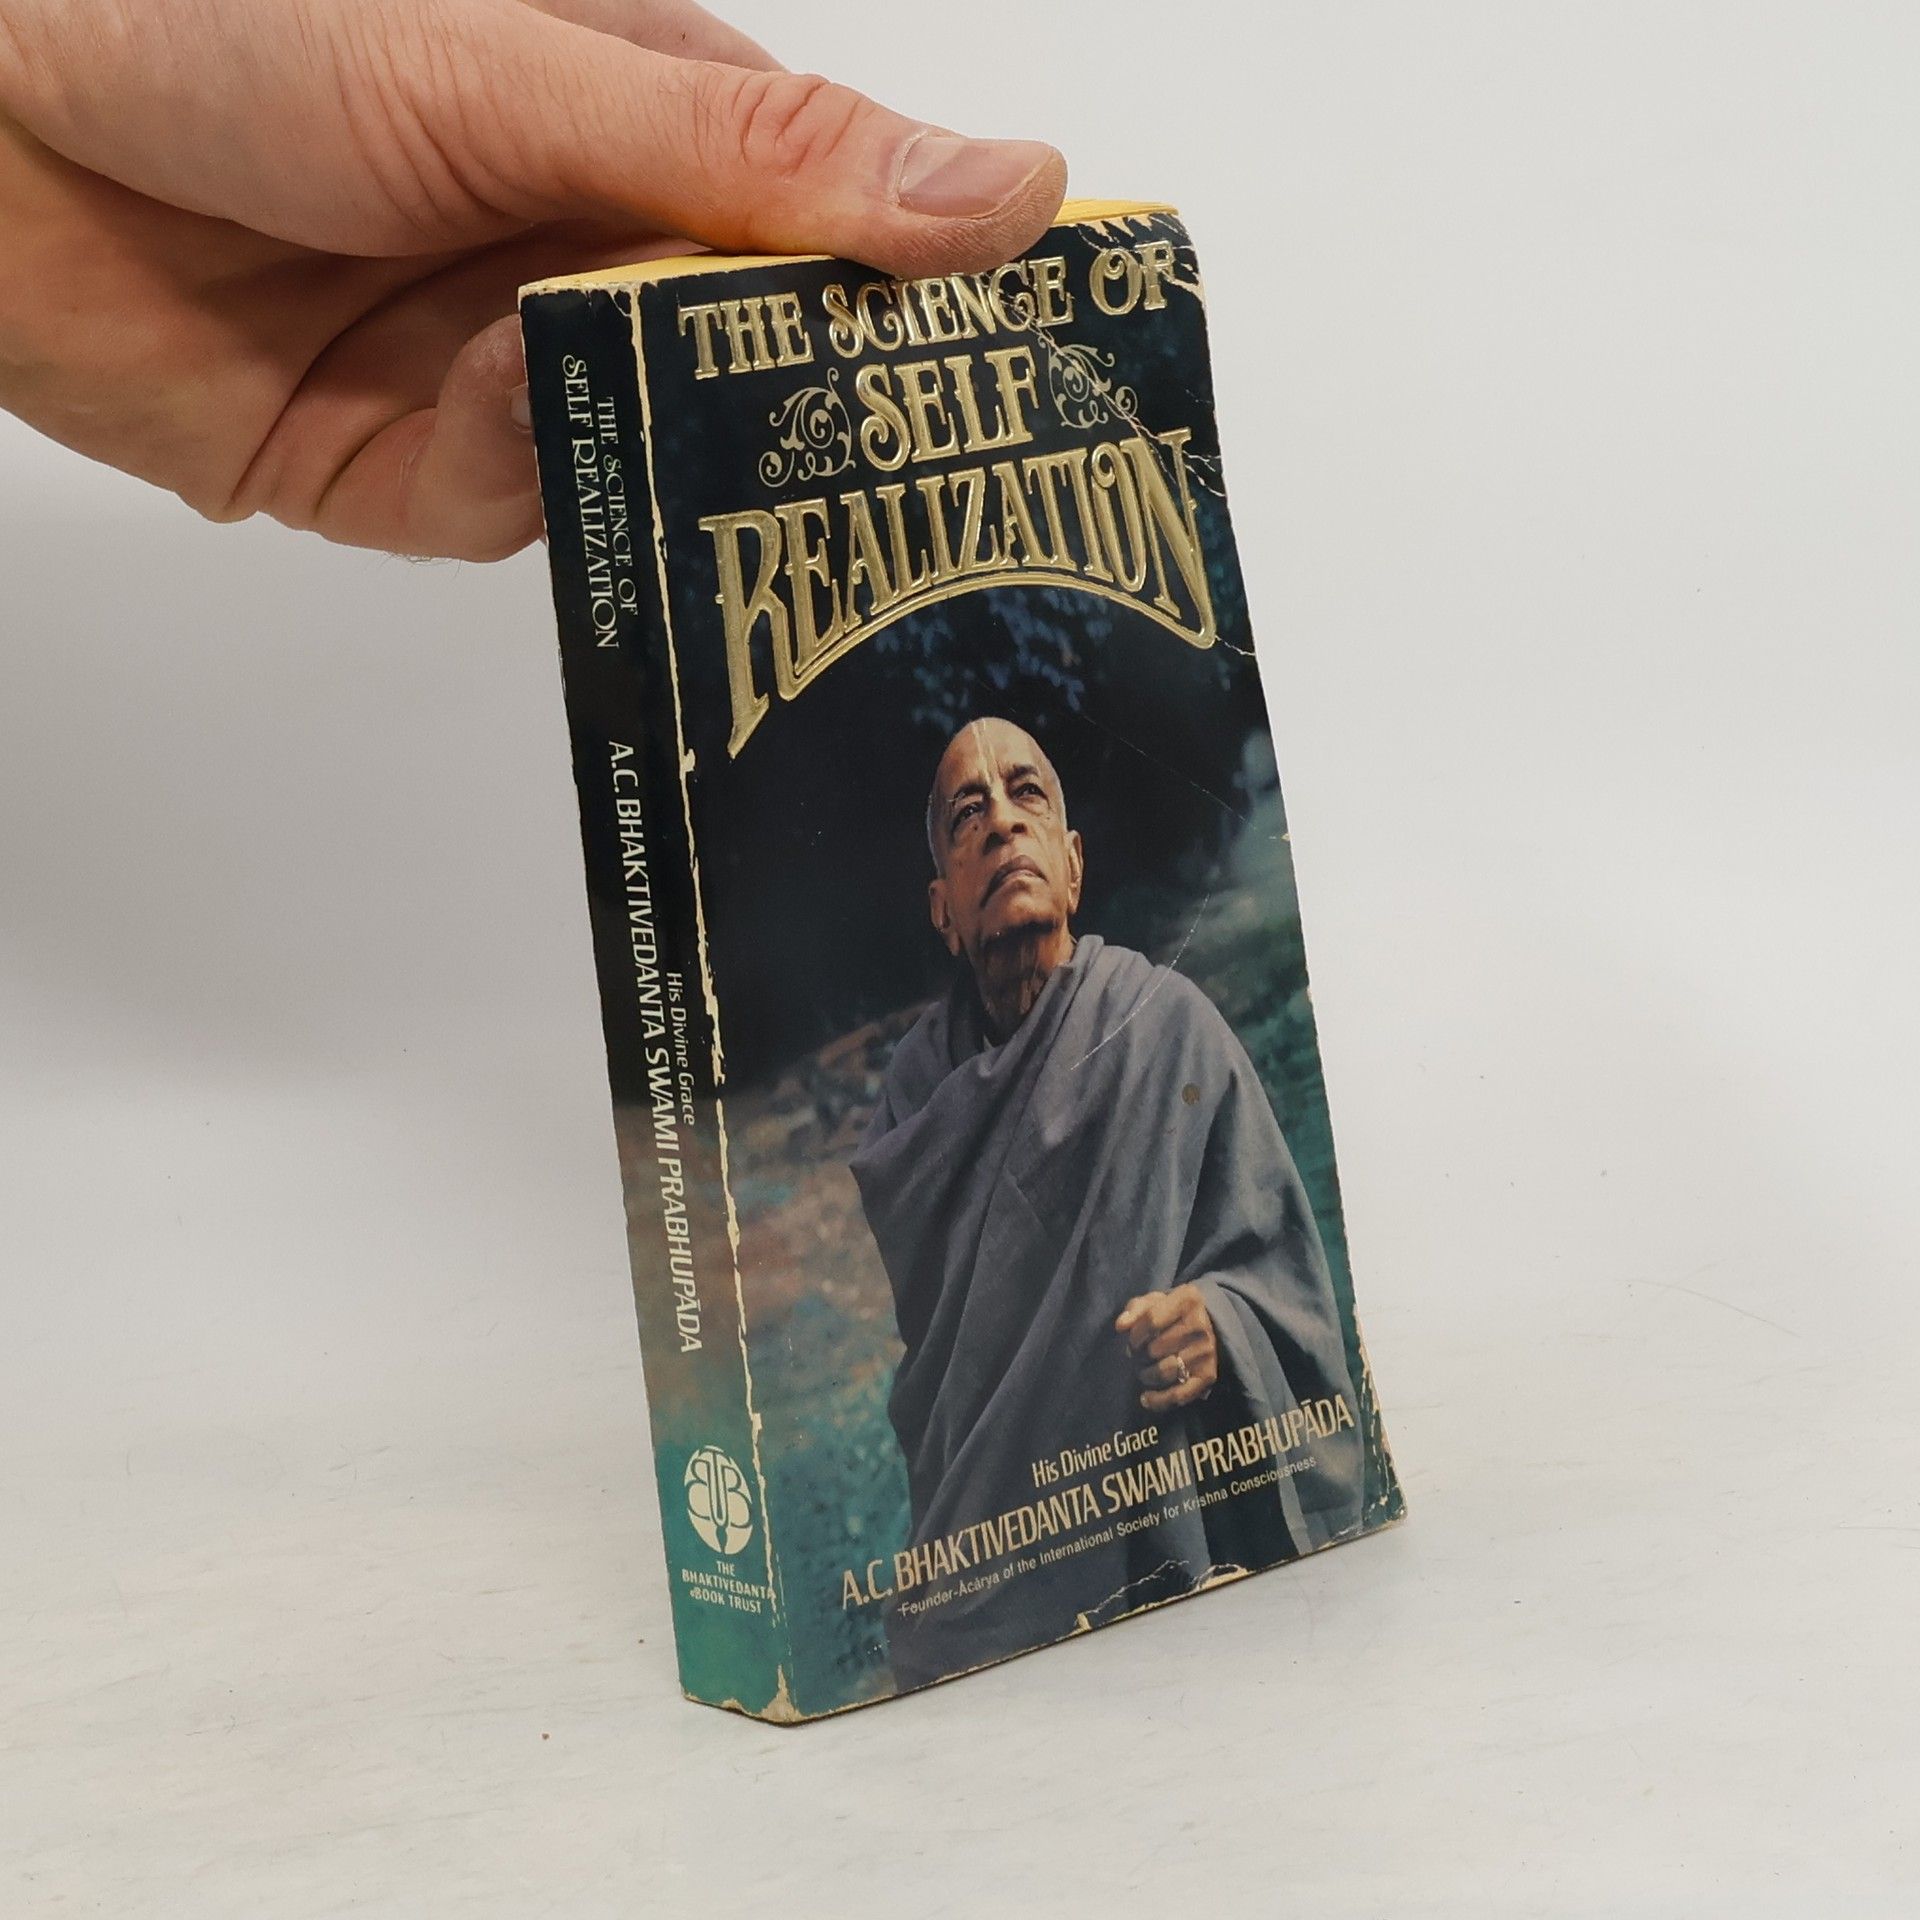 THE SCIENCE OF
SELF
REALIZATION
His Divine Grace
A.C. BHAKTIVEDANTA SWAMI PRABHUPĀDA
Founder-Ācārya of the International Society for Krishna Consciousness
THE SCIENCE OF
SELF REALIZATION
His Divine Grace
A.C. BHAKTIVEDANTA SWAMI PRABHUPĀDA
BBT
THE
BHAKTIVEDANTA
BOOK TRUST